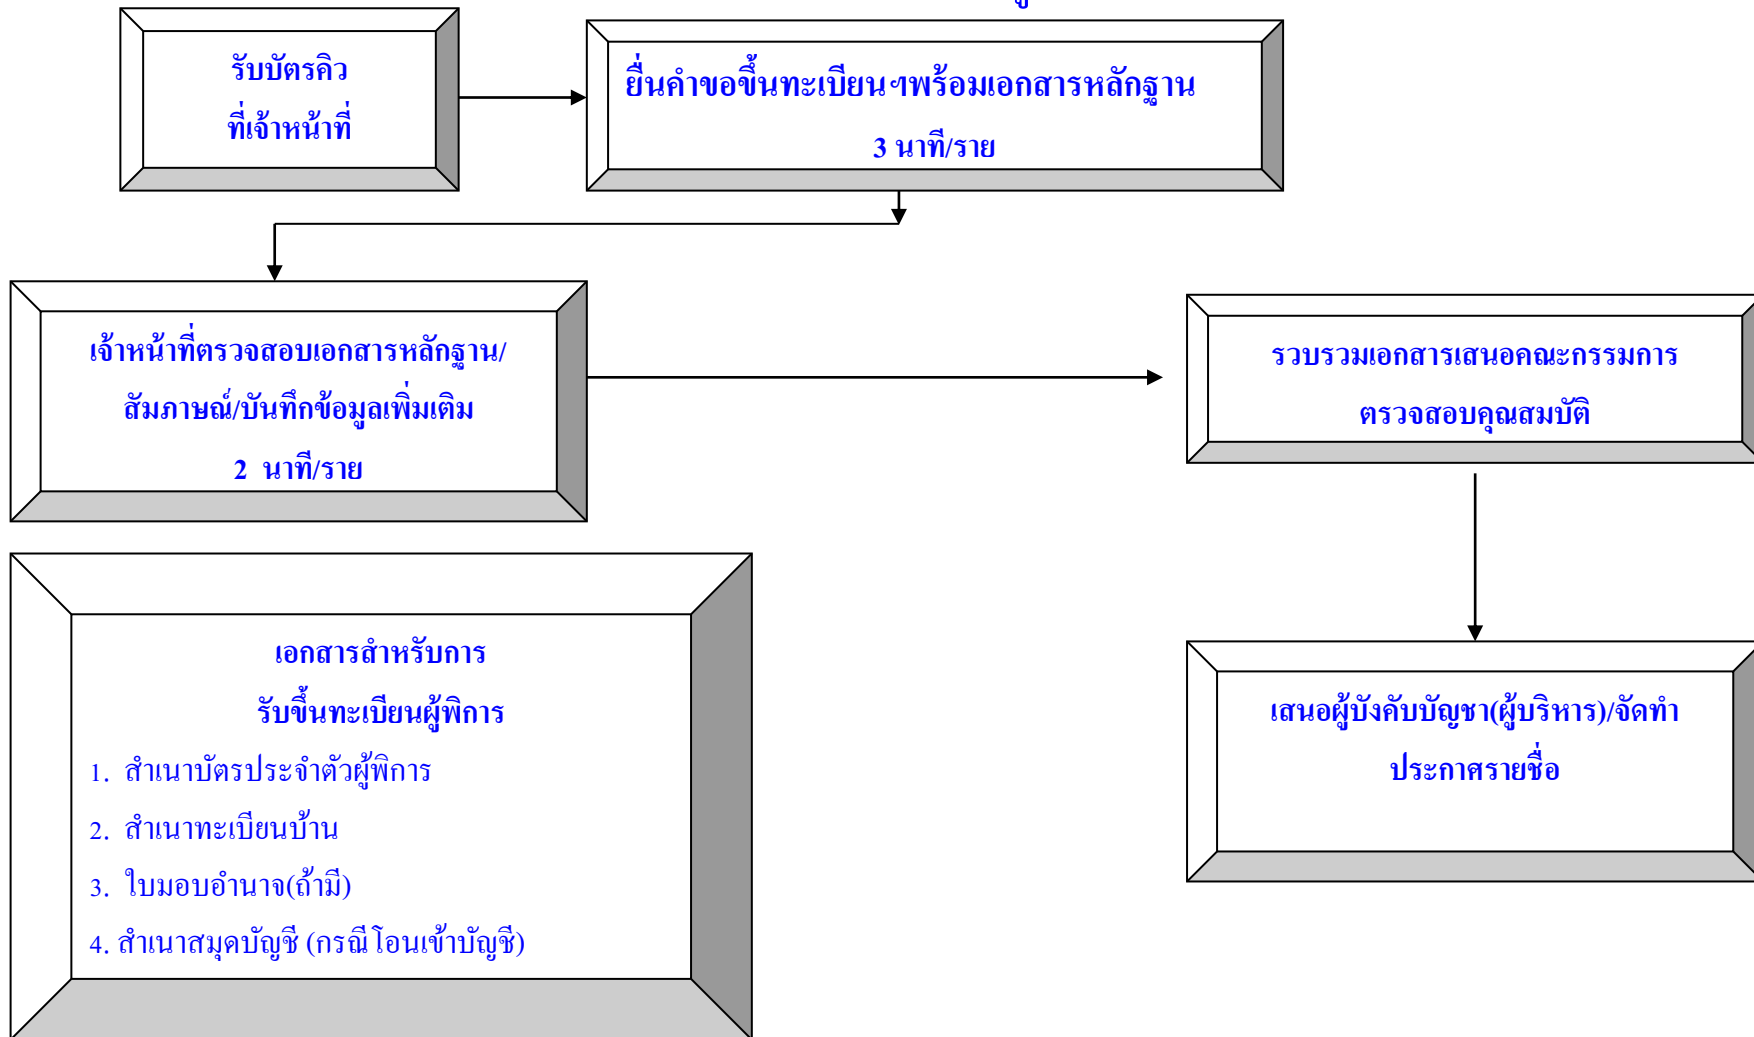 รับบัตรคิว
ที่เจ้าหน้าที่
ยื่นคำขอขึ้นทะเบียนฯพร้อมเอกสารหลักฐาน
3 นาที/ราย
เจ้าหน้าที่ตรวจสอบเอกสารหลักฐาน/
สัมภาษณ์/บันทึกข้อมูลเพิ่มเติม
2 นาที/ราย
รวบรวมเอกสารเสนอคณะกรรมการ
ตรวจสอบคุณสมบัติ
เสนอผู้บังคับบัญชา(ผู้บริหาร)/จัดทำ
ประกาศรายชื่อ
เอกสารสำหรับการ
รับขึ้นทะเบียนผู้พิการ
1. สำเนาบัตรประจำตัวผู้พิการ
2. สำเนาทะเบียนบ้าน
3. ใบมอบอำนาจ(ถ้ามี)
4. สำเนาสมุดบัญชี (กรณีโอนเข้าบัญชี)